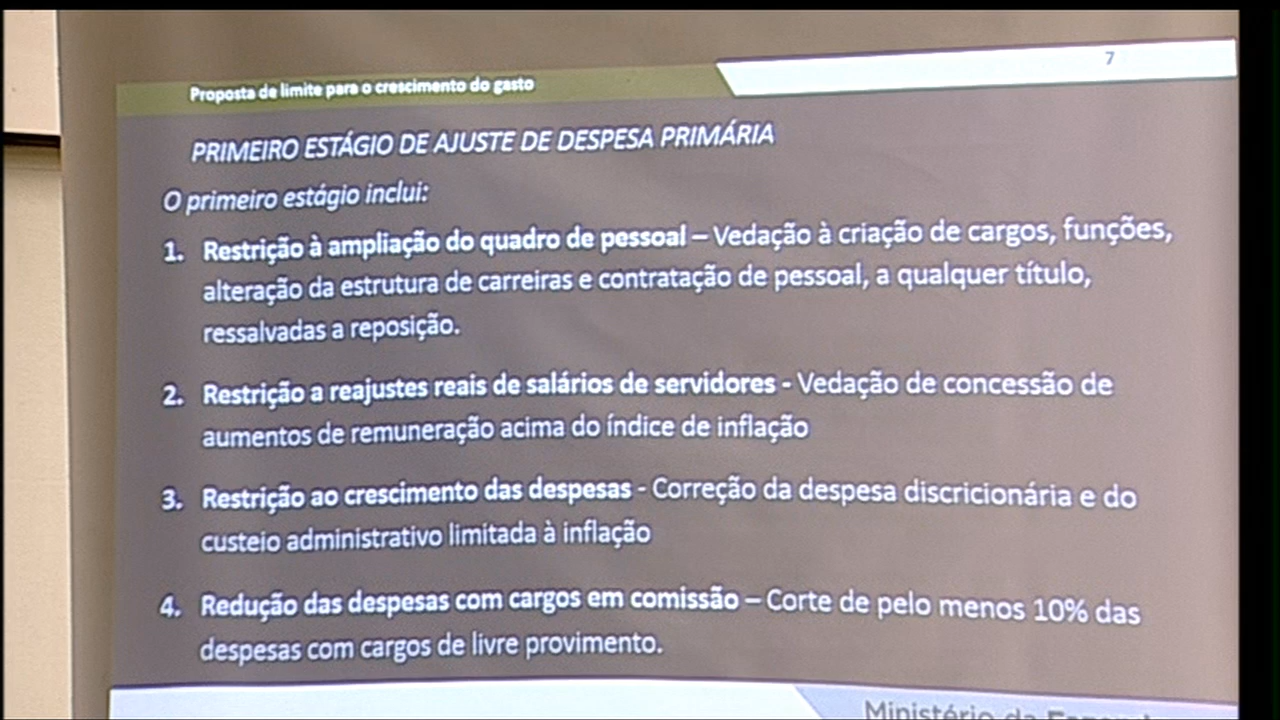 Proposta de limite para o crescimento do gasto
7
PRIMEIRO ESTÁGIO DE AJUSTE DE DESPESA PRIMÁRIA
O primeiro estágio inclui:
1. Restrição à ampliação do quadro de pessoal – Vedação à criação de cargos, funções,
alteração da estrutura de carreiras e contratação de pessoal, a qualquer título,
ressalvadas a reposição.
2. Restrição a reajustes reais de salários de servidores - Vedação de concessão de
aumentos de remuneração acima do índice de inflação
3. Restrição ao crescimento das despesas - Correção da despesa discricionária e do
custeio administrativo limitada à inflação
4. Redução das despesas com cargos em comissão – Corte de pelo menos 10% das
despesas com cargos de livre provimento.
Ministério da